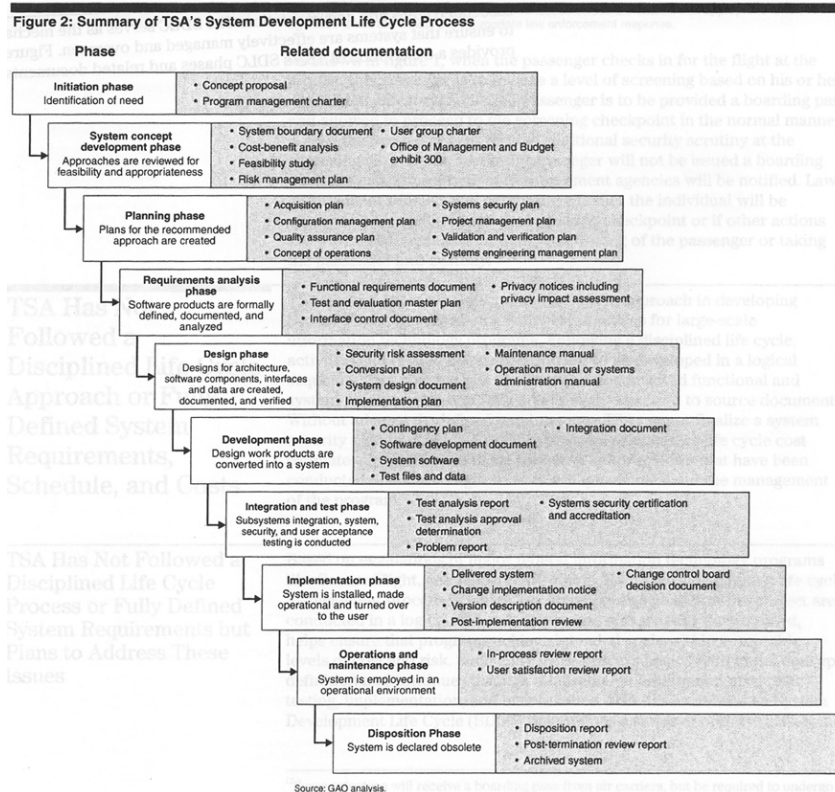 Figure 2: Summary of TSA's System Development Life Cycle Process
Phase
Related documentation
Initiation phase
Identification of need
• Concept proposal
• Program management charter
System concept
development phase
Approaches are reviewed for
feasibility and appropriateness
• System boundary document
• Cost-benefit analysis
• Feasibility study
• Risk management plan
• User group charter
• Office of Management and Budget
exhibit 300
Planning phase
Plans for the recommended
approach are created
• Acquisition plan
• Configuration management plan
• Quality assurance plan
• Concept of operations
• Systems security plan
• Project management plan
• Validation and verification plan
• Systems engineering management plan
Requirements analysis
phase
Software products are formally
defined, documented, and
analyzed
• Functional requirements document
• Test and evaluation master plan
• Interface control document
• Privacy notices including
privacy impact assessment
Design phase
Designs for architecture,
software components, interfaces
and data are created,
documented, and verified
• Security risk assessment
• Conversion plan
• System design document
• Implementation plan
• Maintenance manual
• Operation manual or systems
administration manual
Development phase
Design work products are
converted into a system
• Contingency plan
• Software development document
• System software
• Test files and data
• Integration document
Integration and test phase
Subsystems integration, system,
security, and user acceptance
testing is conducted
• Test analysis report
• Test analysis approval
determination
• Problem report
• Systems security certification
and accreditation
Implementation phase
System is installed, made
operational and turned over
to the user
• Delivered system
• Change implementation notice
• Version description document
• Post-implementation review
• Change control board
decision document
Operations and
maintenance phase
System is employed in an
operational environment
• In-process review report
• User satisfaction review report
Disposition Phase
System is declared obsolete
• Disposition report
• Post-termination review report
• Archived system
Source: GAO analysis.
TSA Has Not
Followed a
Disciplined Life
Approach or F
Defined System
Requirements,
Schedule, and Costs
TSA Has Not Followed a
Disciplined Life Cycle
Process or Fully Defined
System Requirements but
Plans to Address These
Issues